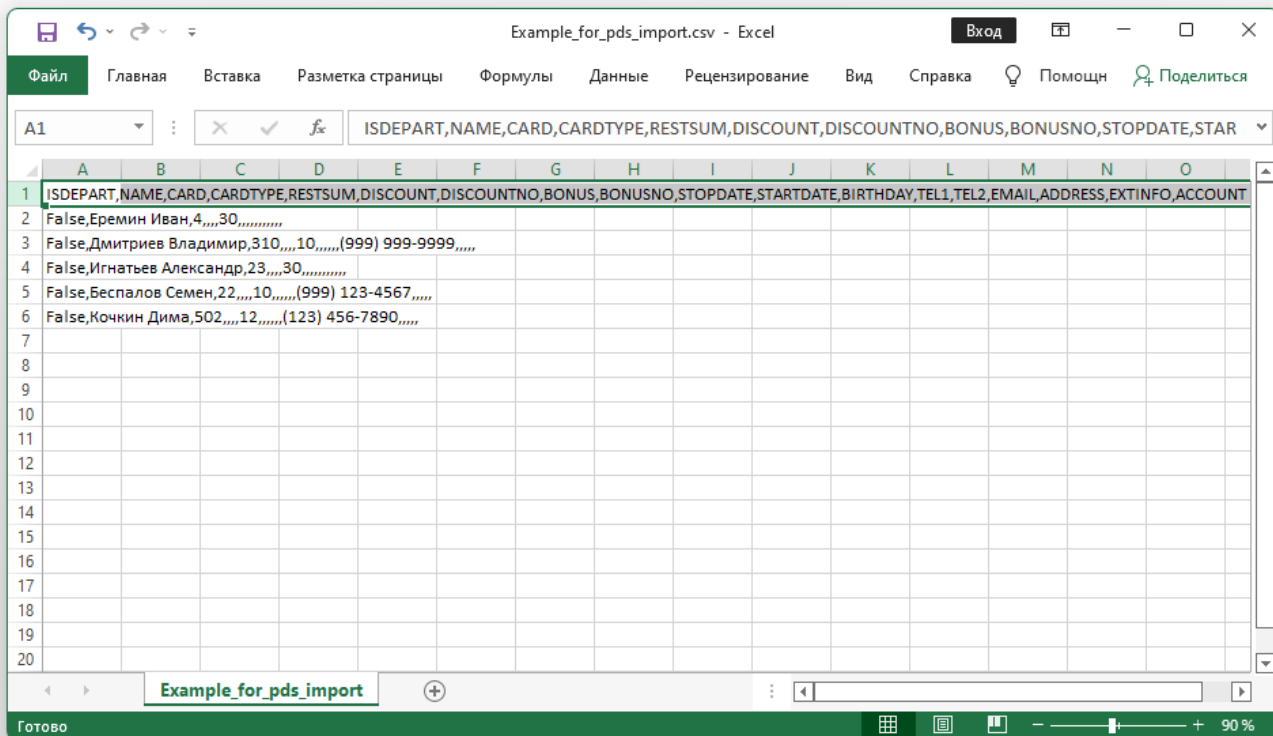 Example_for_pds_import.csv - Excel
Вход
Файл Главная Вставка Разметка страницы Формулы Данные Рецензирование Вид Справка Помощн Поделиться
A1 fx ISDEPART,NAME,CARD,CARDTYPE,RESTSUM,DISCOUNT,DISCOUNTNO,BONUS,BONUSNO,STOPDATE,STAR
A B C D E F G H I J K L M N O
1 ISDEPART,NAME,CARD,CARDTYPE,RESTSUM,DISCOUNT,DISCOUNTNO,BONUS,BONUSNO,STOPDATE,STARTDATE,BIRTHDAY,TEL1,TEL2,EMAIL,ADDRESS,EXTINFO,ACCOUNT
2 False,Еремин Иван,4,,,,30,,,,,,,,,,,
3 False,Дмитриев Владимир,310,,,,10,,,,,,(999) 999-9999,,,,,
4 False,Игнатьев Александр,23,,,,30,,,,,,,,,,,
5 False,Беспалов Семен,22,,,,10,,,,,,(999) 123-4567,,,,,
6 False,Кочкин Дима,502,,,,12,,,,,,(123) 456-7890,,,,,
7
8
9
10
11
12
13
14
15
16
17
18
19
20
Example_for_pds_import
Готово 90 %